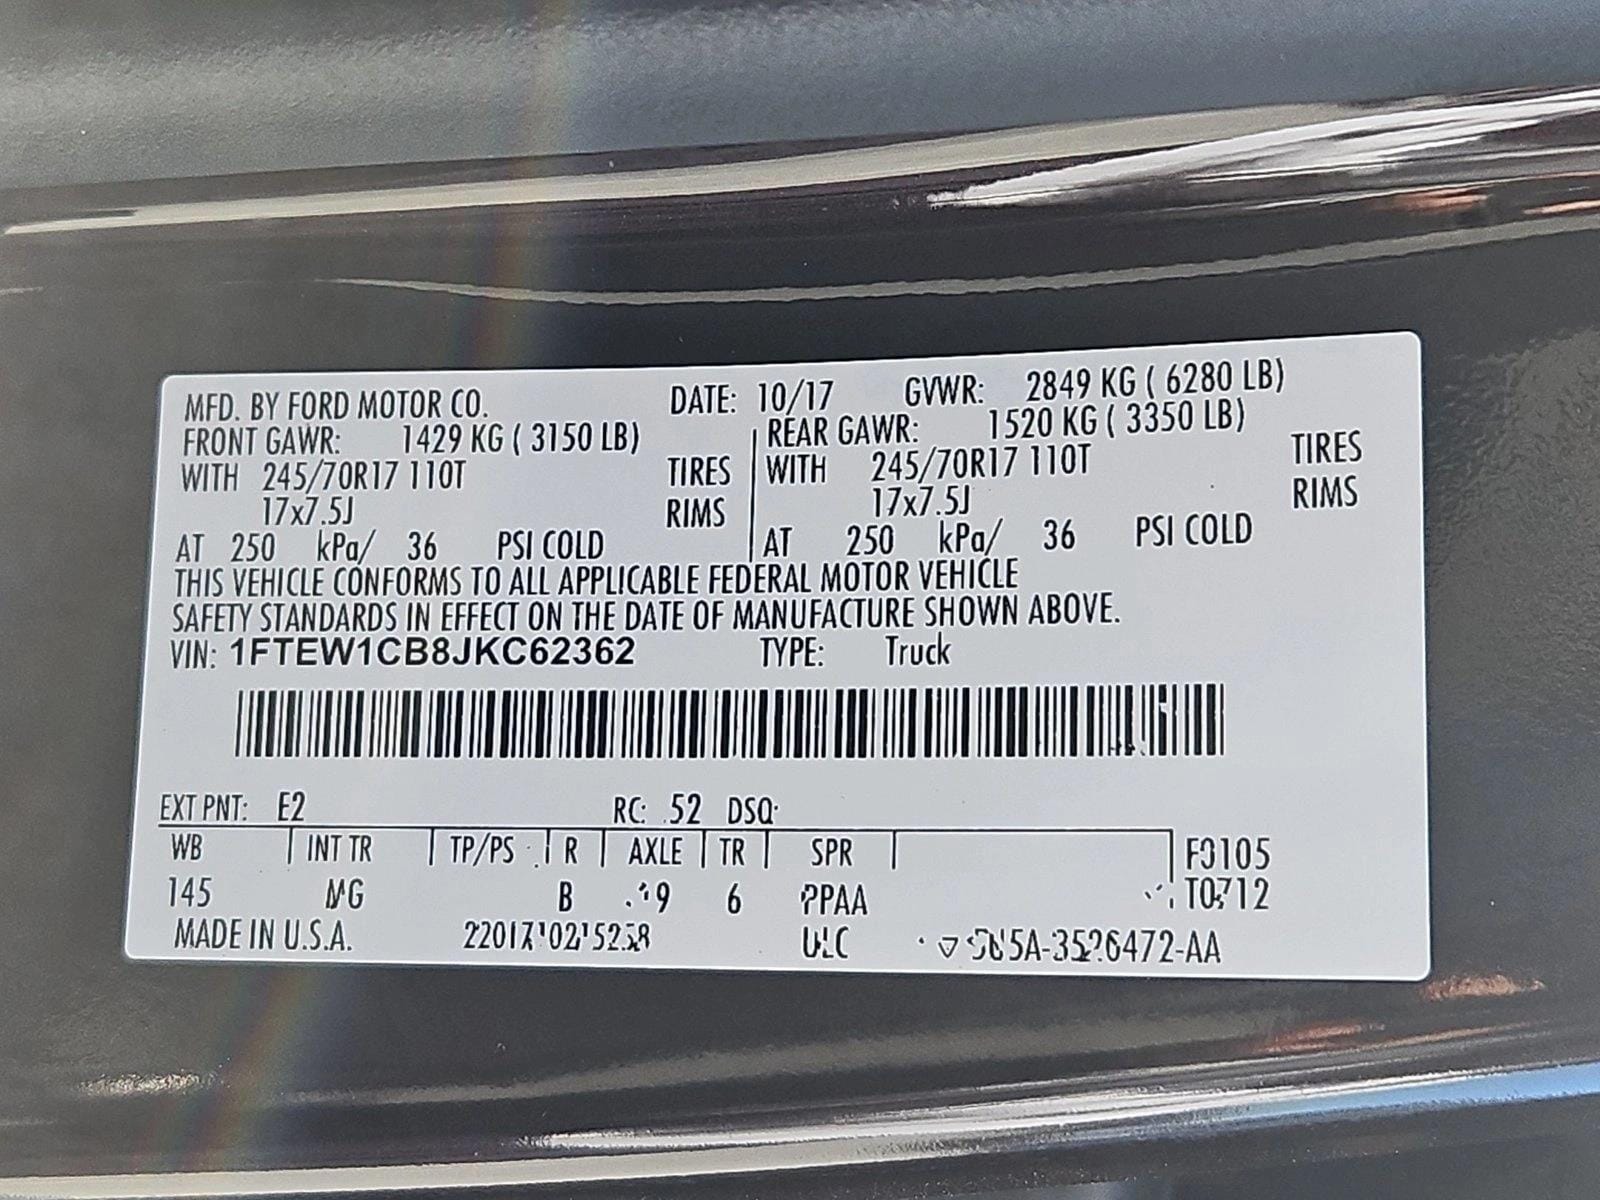 MFD. BY FORD MOTOR CO. DATE: 10/17 GVWR: 2849 KG ( 6280 LB)
FRONT GAWR: 1429 KG ( 3150 LB) REAR GAWR: 1520 KG ( 3350 LB)
WITH 245/70R17 110T TIRES WITH 245/70R17 110T TIRES
17x7.5J RIMS 17x7.5J RIMS
AT 250 kPa/ 36 PSI COLD AT 250 kPa/ 36 PSI COLD
THIS VEHICLE CONFORMS TO ALL APPLICABLE FEDERAL MOTOR VEHICLE
SAFETY STANDARDS IN EFFECT ON THE DATE OF MANUFACTURE SHOWN ABOVE.
VIN: 1FTEW1CB8JKC62362 TYPE: Truck
EXT PNT: E2 RC: 52 DSO:
WB INT TR TP/PS R AXLE TR SPR F0105
145 MG B 6 PPAA
MADE IN U.S.A.